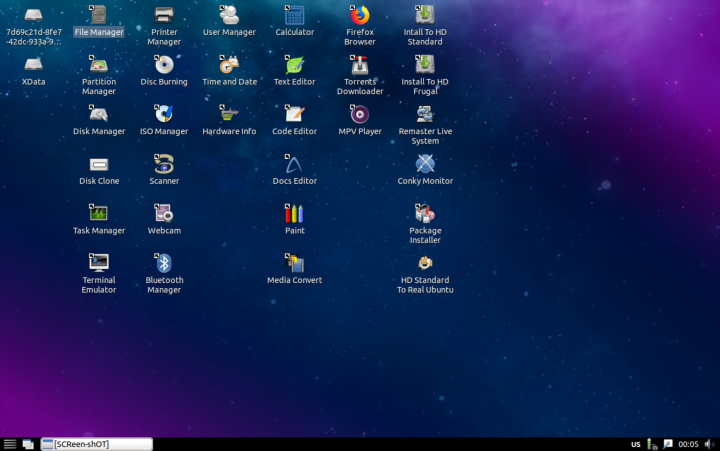 7d69c21d-8fe7
-42dc-933a-9...
File Manager
Printer
Manager
User Manager
Calculator
Firefox
Browser
Intall To HD
Standard
XData
Partition
Manager
Disc Burning
Time and Date
Text Editor
Torrents
Downloader
Install To HD
Frugal
Disk Manager
ISO Manager
Hardware Info
Code Editor
MPV Player
Remaster Live
System
Disk Clone
Scanner
Docs Editor
Conky Monitor
Task Manager
Webcam
Paint
Package
Installer
Terminal
Emulator
Bluetooth
Manager
Media Convert
HD Standard
To Real Ubuntu
[SCReen-shOT]
US
00:05